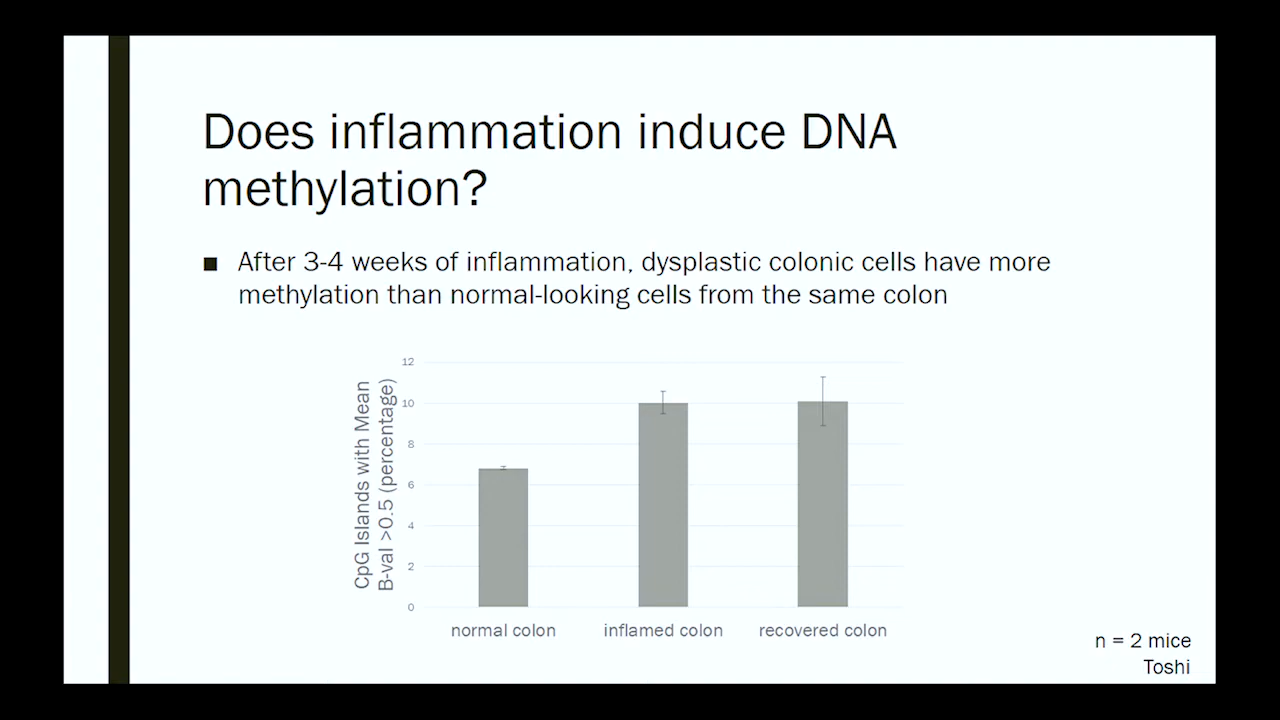 Does inflammation induce DNA
methylation?
■ After 3-4 weeks of inflammation, dysplastic colonic cells have more
methylation than normal-looking cells from the same colon
CpG Islands with Mean
B-val >0.5 (percentage)
12
10
8
6
4
2
0
normal colon
inflamed colon
recovered colon
n = 2 mice
Toshi